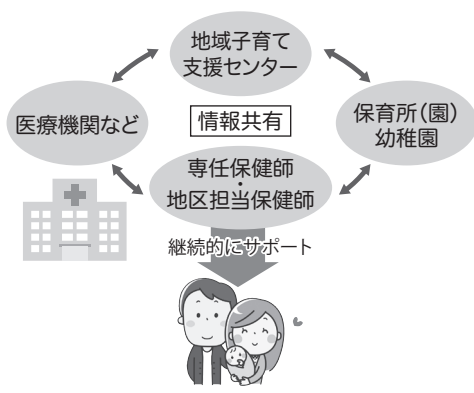 地域子育て
支援センター
医療機関など
情報共有
保育所(園)
幼稚園
専任保健師
・
地区担当保健師
継続的にサポート